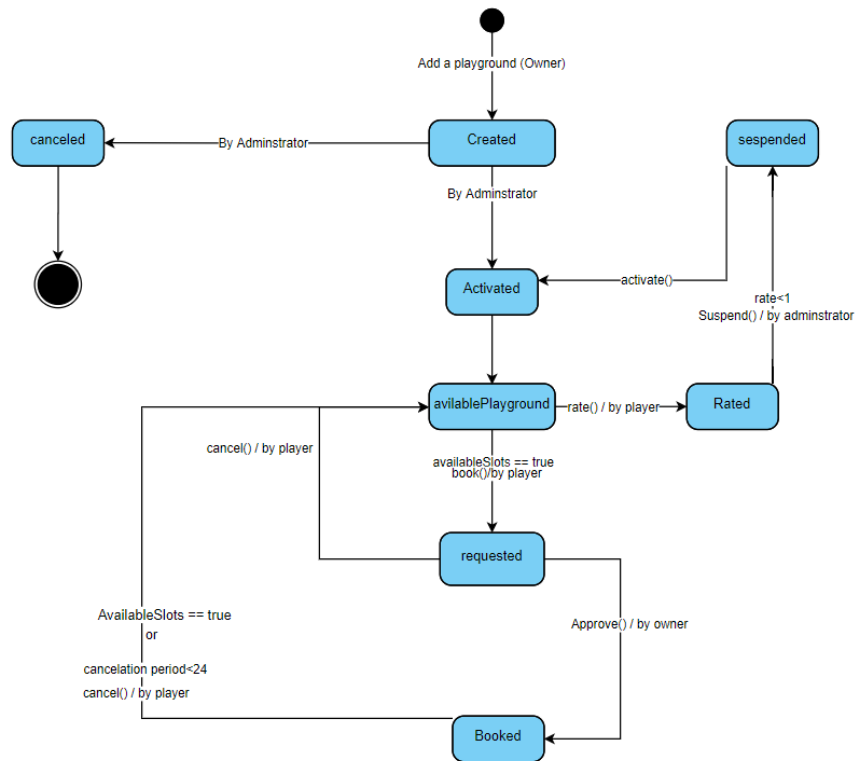 Add a playground (Owner)
canceled
By Adminstrator
Created
sespended
By Adminstrator
Activated
activate()
rate<1
Suspend() / by adminstrator
avilablePlayground
rate() / by player
Rated
cancel() / by player
availableSlots == true
book()/by player
requested
Approve() / by owner
AvailableSlots == true
or
cancelation period<24
cancel() / by player
Booked